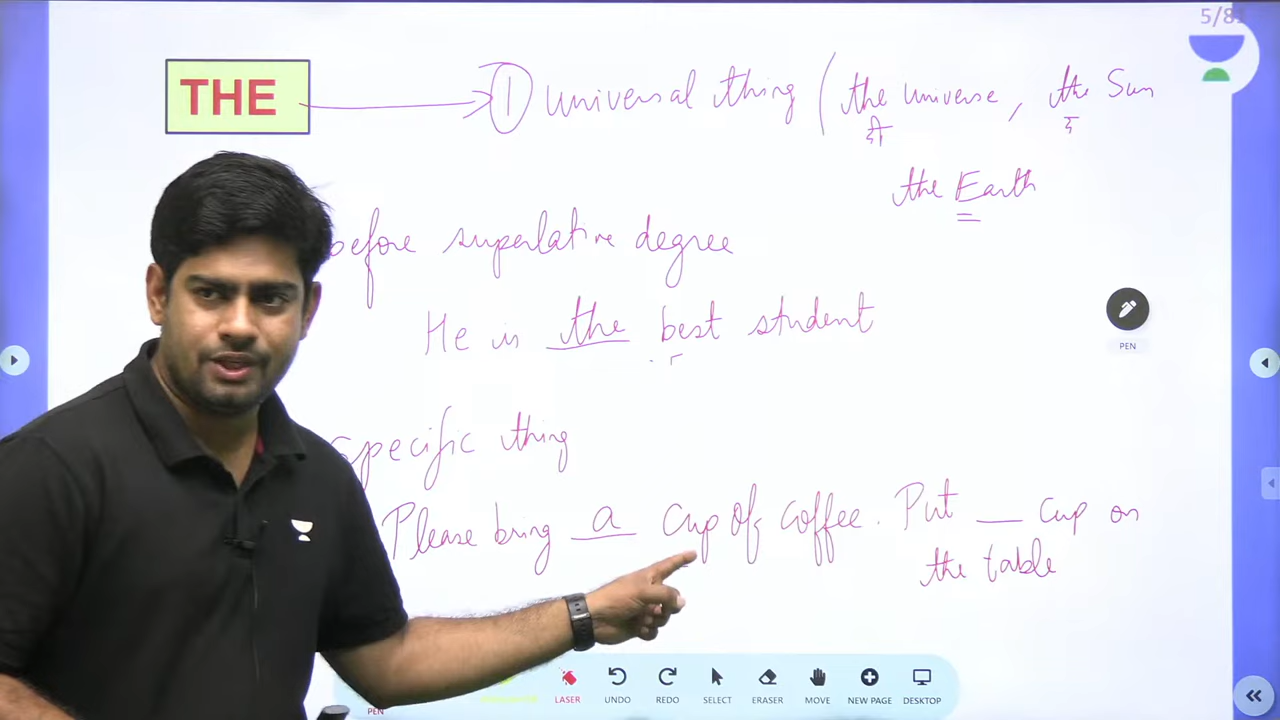 5/81
THE
① universal thing (the universe, the Sun
the Earth
before superlative degree
He is the best student
specific thing
Please bring a cup of coffee. Put __ cup on
the table
PEN
PEN
LASER
UNDO
REDO
SELECT
ERASER
MOVE
NEW PAGE
DESKTOP